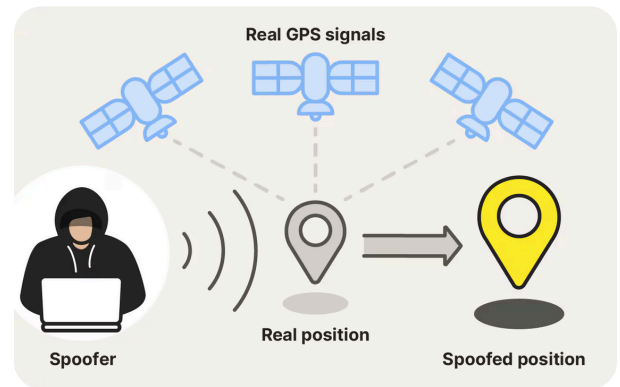 Real GPS signals
Real position
Spoofer
Spoofed position